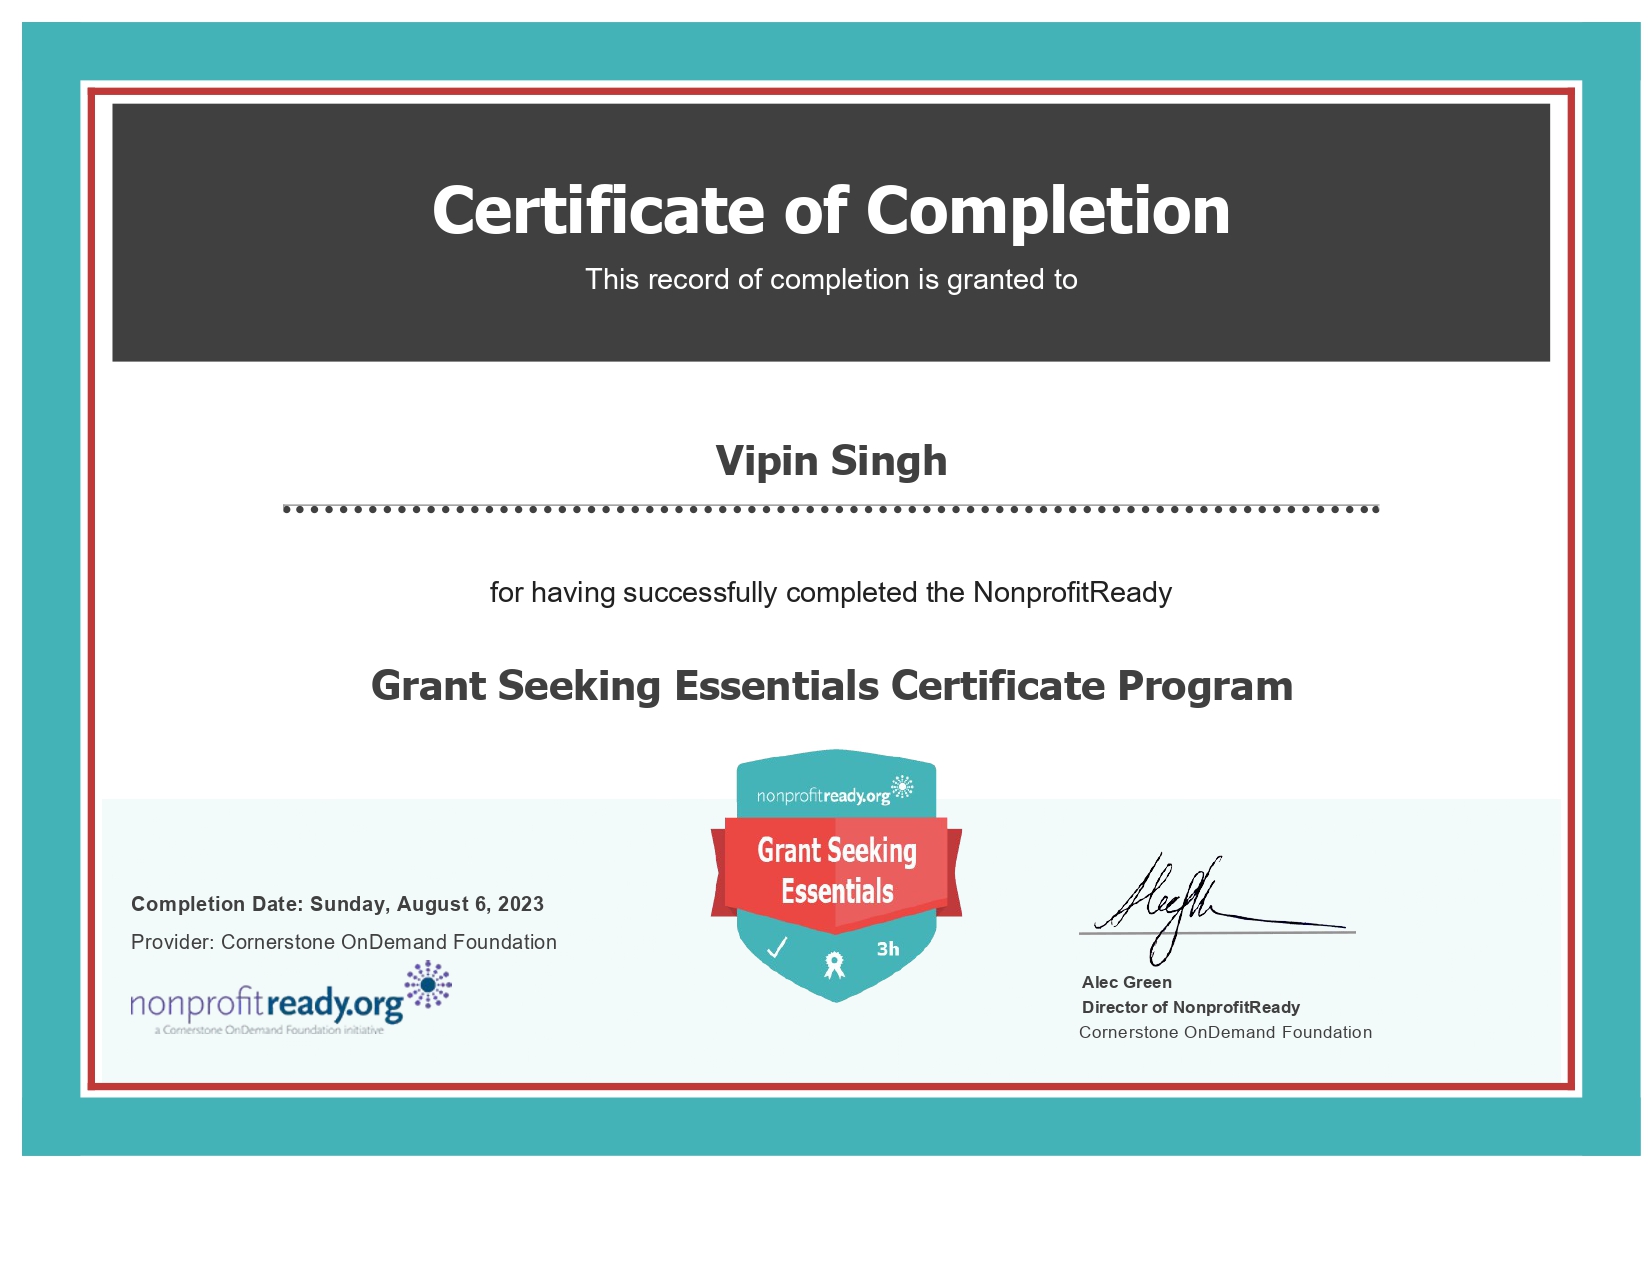 Certificate of Completion
This record of completion is granted to
Vipin Singh
for having successfully completed the NonprofitReady
Grant Seeking Essentials Certificate Program
nonprofitready.org
Grant Seeking
Essentials
3h
Completion Date: Sunday, August 6, 2023
Provider: Cornerstone OnDemand Foundation
nonprofitready.org
a Cornerstone OnDemand Foundation initiative
Alec Green
Director of NonprofitReady
Cornerstone OnDemand Foundation